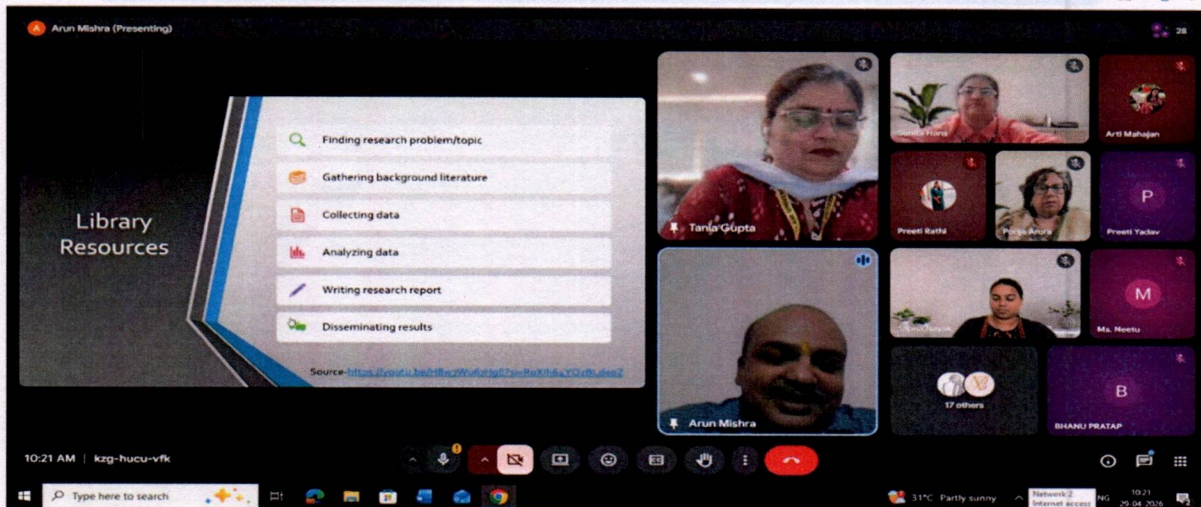 A Arun Mishra (Presenting)
28
Library
Resources
Finding research problem/topic
Gathering background literature
Collecting data
Analyzing data
Writing research report
Disseminating results
Source-
Tania Gupta
Arun Mishra
Arti Mahajan
Preeti Rathi
Pooja Arora
P
Preeti Yadav
M
Ms. Neetu
17 others
B
BHANU PRATAP
10:21 AM | kzg-hucu-vfk
Type here to search
31°C Partly sunny
Network 2
Internet access
NG
10:21
29-04-2026